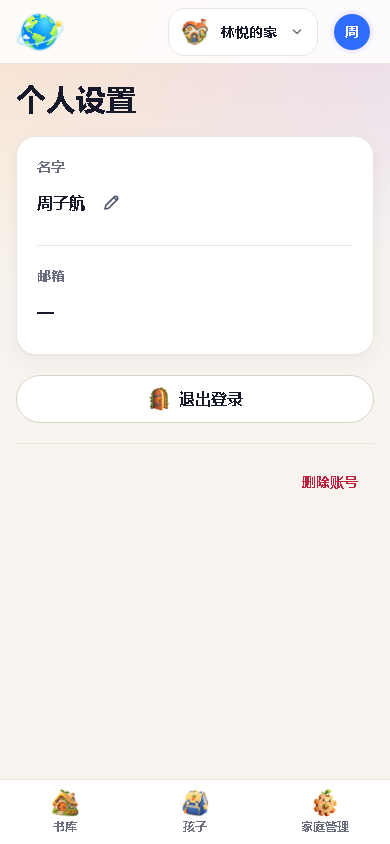 林悦的家
周
个人设置
名字
周子航
邮箱
—
退出登录
删除账号
书库
孩子
家庭管理